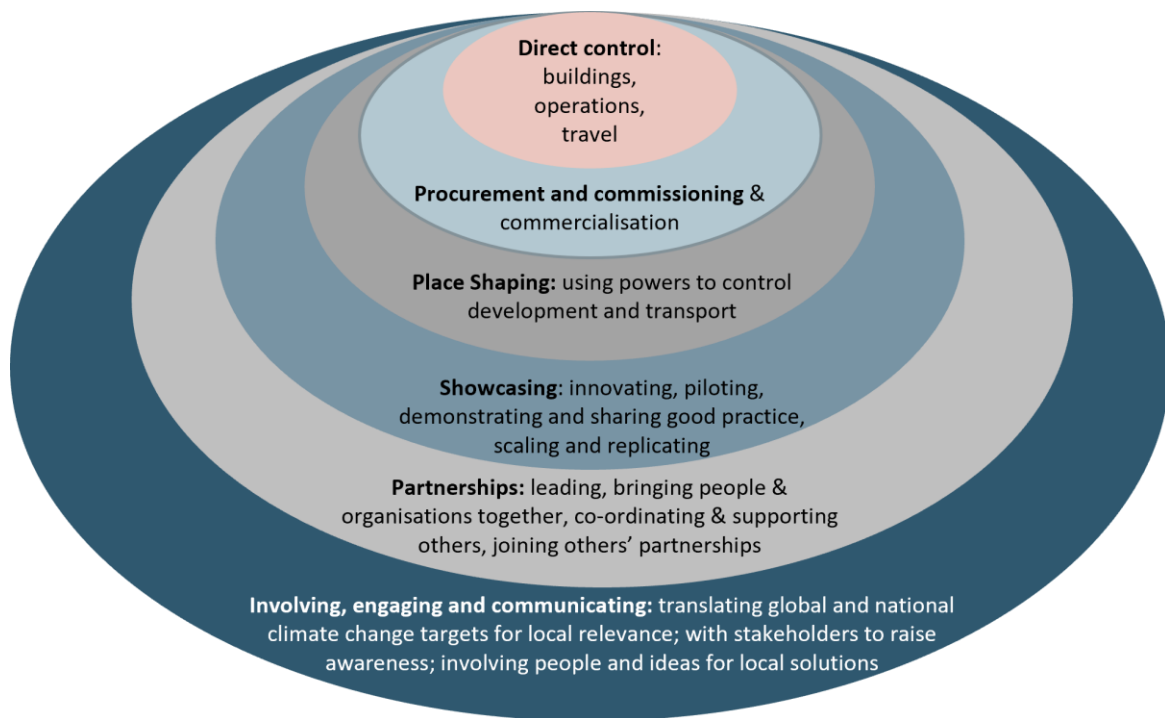 Direct control:
buildings,
operations,
travel
Procurement and commissioning &
commercialisation
Place Shaping: using powers to control
development and transport
Showcasing: innovating, piloting,
demonstrating and sharing good practice,
scaling and replicating
Partnerships: leading, bringing people &
organisations together, co-ordinating & supporting
others, joining others’ partnerships
Involving, engaging and communicating: translating global and national
climate change targets for local relevance; with stakeholders to raise
awareness; involving people and ideas for local solutions